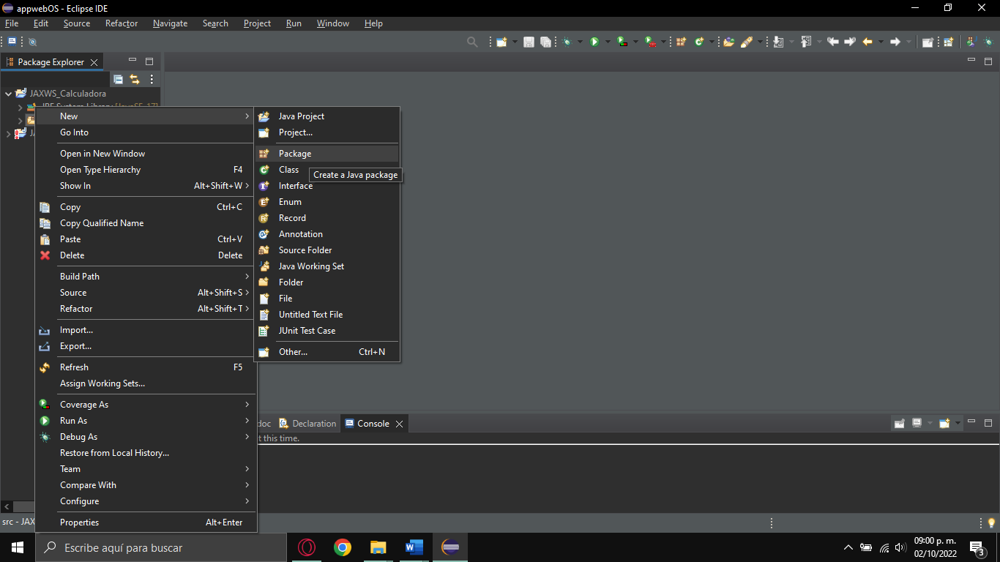 appwebOS - Eclipse IDE
File Edit Source Refactor Navigate Search Project Run Window Help
Package Explorer
JAXWS_Calculadora
JRE System Library [JavaSE-17]
New
Go Into
Open in New Window
Open Type Hierarchy F4
Show In Alt+Shift+W
Copy Ctrl+C
Copy Qualified Name
Paste Ctrl+V
Delete Delete
Build Path
Source Alt+Shift+S
Refactor Alt+Shift+T
Import...
Export...
Refresh F5
Assign Working Sets...
Coverage As
Run As
Debug As
Restore from Local History...
Team
Compare With
Configure
Properties Alt+Enter
Java Project
Project...
Package
Class
Create a Java package
Interface
Enum
Record
Annotation
Source Folder
Java Working Set
Folder
File
Untitled Text File
JUnit Test Case
Other... Ctrl+N
doc Declaration Console
t this time.
src - JAX
Escribe aquí para buscar
09:00 p. m.
02/10/2022
3